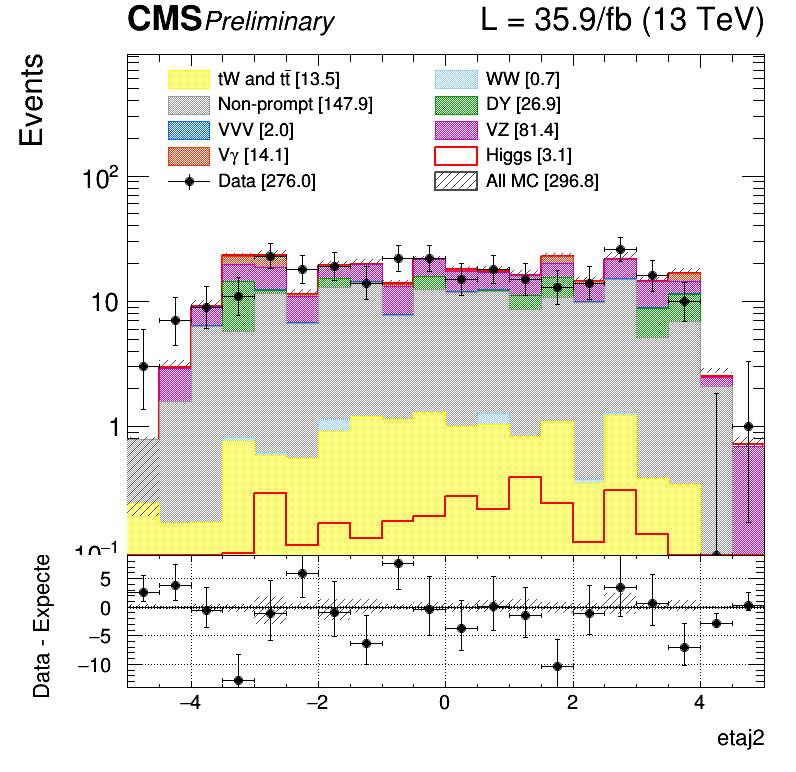 CMS Preliminary L = 35.9/fb (13 TeV)
Events
tW and tt̄ [13.5] WW [0.7]
Non-prompt [147.9] DY [26.9]
VVV [2.0] VZ [81.4]
Vγ [14.1] Higgs [3.1]
Data [276.0] All MC [296.8]
10²
10
1
10⁻¹
Data - Expecte
5
0
−5
−10
−4 −2 0 2 4
etaj2